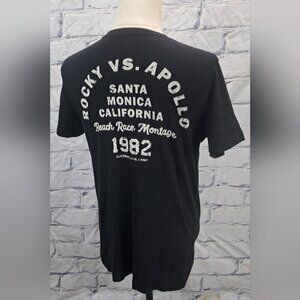 ROCKY VS. APOLLO
SANTA
MONICA
CALIFORNIA
Beach Race Montage
1982